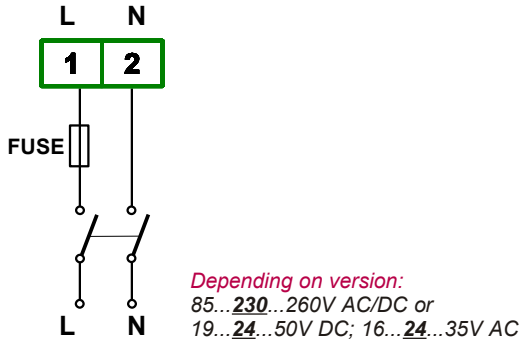 L N
1 2
FUSE
L N
Depending on version:
85...230...260V AC/DC or
19...24...50V DC; 16...24...35V AC